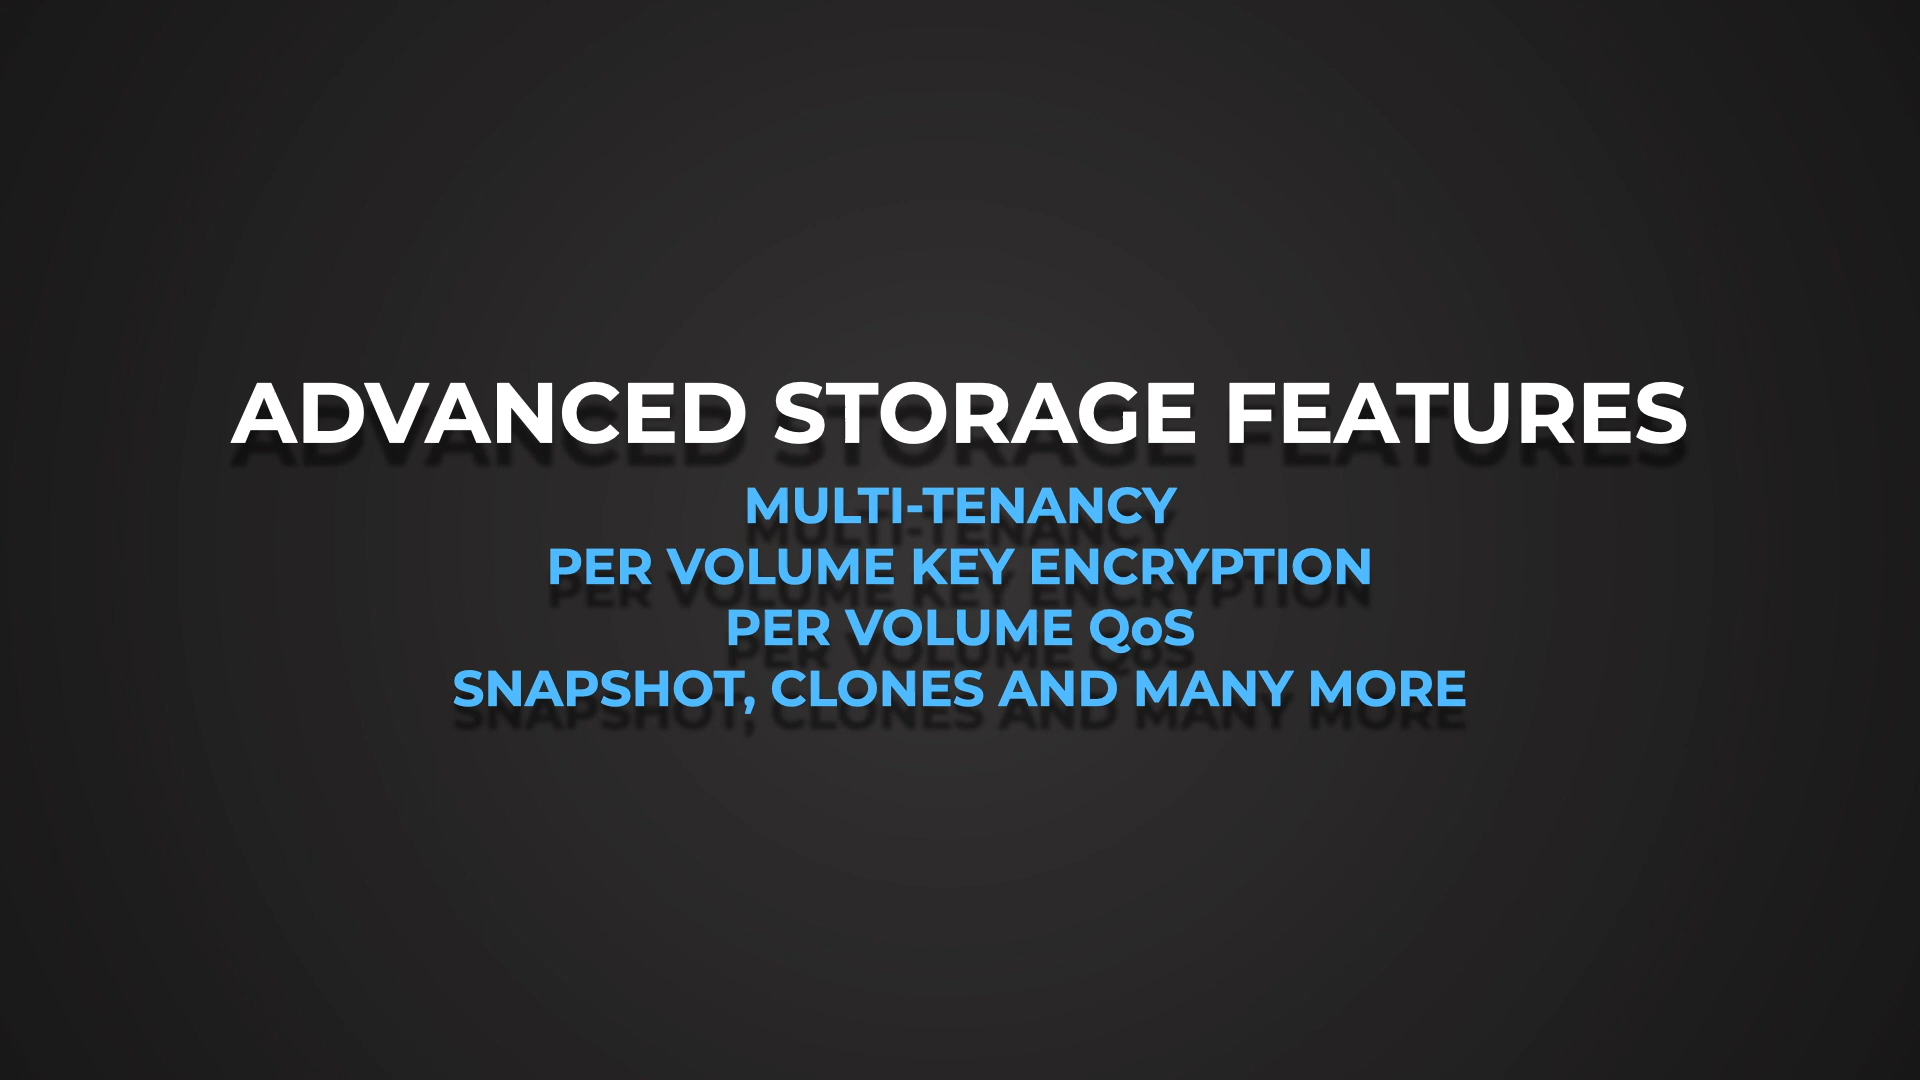 ADVANCED STORAGE FEATURES
MULTI-TENANCY
PER VOLUME KEY ENCRYPTION
PER VOLUME QoS
SNAPSHOT, CLONES AND MANY MORE